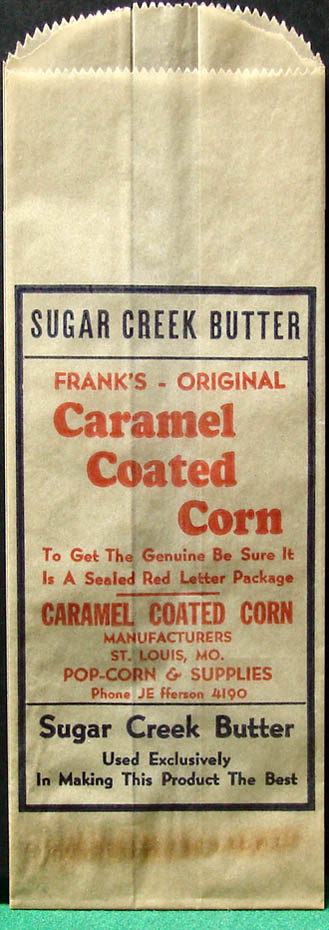 SUGAR CREEK BUTTER
FRANK'S - ORIGINAL
Caramel
Coated
Corn
To Get The Genuine Be Sure It
Is A Sealed Red Letter Package
CARAMEL COATED CORN
MANUFACTURERS
ST. LOUIS, MO.
POP-CORN & SUPPLIES
Phone JE fferson 4190
Sugar Creek Butter
Used Exclusively
In Making This Product The Best